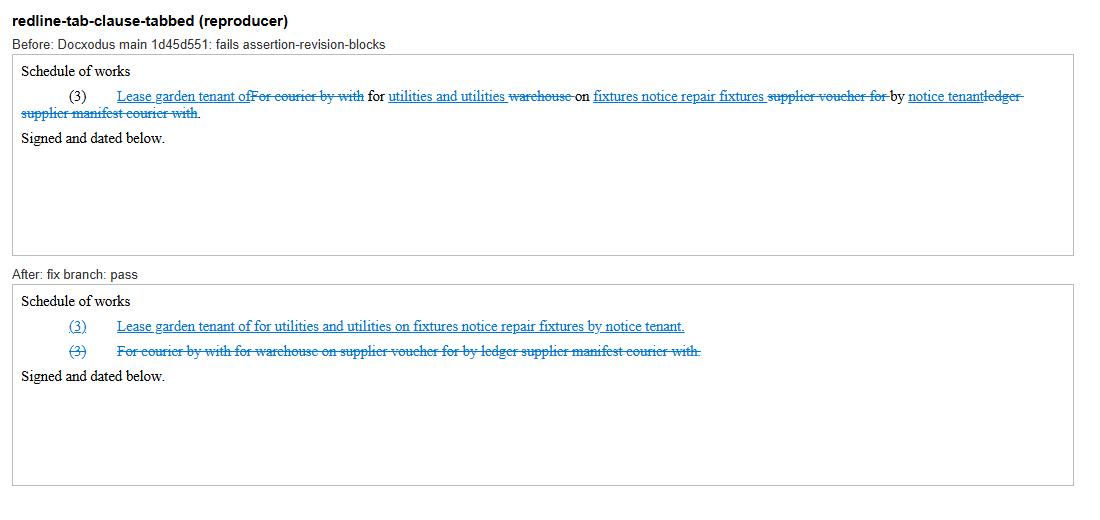 redline-tab-clause-tabbed (reproducer)
Before: Docxodus main 1d45d551: fails assertion-revision-blocks
Schedule of works
(3) Lease garden tenant ofFor courier by with for utilities and utilities warehouse on fixtures notice repair fixtures supplier voucher for by notice tenantledger
supplier manifest courier with.
Signed and dated below.
After: fix branch: pass
Schedule of works
(3) Lease garden tenant of for utilities and utilities on fixtures notice repair fixtures by notice tenant.
(3) For courier by with for warehouse on supplier voucher for by ledger supplier manifest courier with.
Signed and dated below.